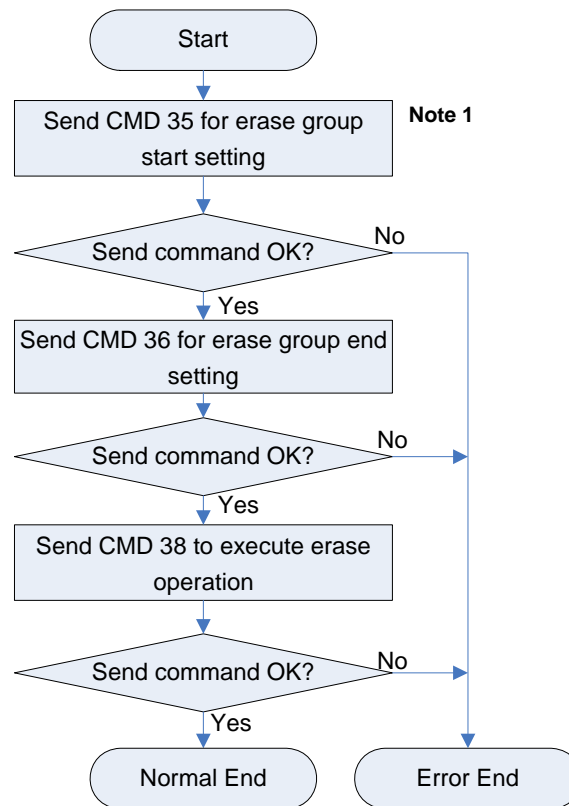 Start
Send CMD 35 for erase group
start setting
Note 1
Send command OK?
No
Yes
Send CMD 36 for erase group end
setting
Send command OK?
No
Yes
Send CMD 38 to execute erase
operation
Send command OK?
No
Yes
Normal End
Error End